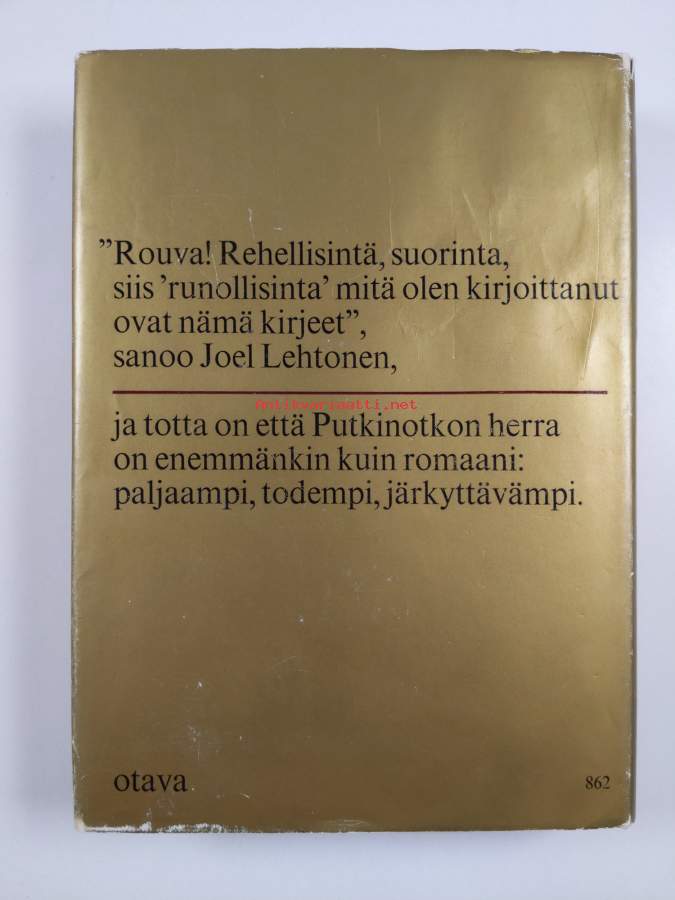 ”Rouva! Rehellisintä, suorinta,
siis ’runollisinta’ mitä olen kirjoittanut
ovat nämä kirjeet”,
sanoo Joel Lehtonen,
Antikvariaatti.net
ja totta on että Putkinotkon herra
on enemmänkin kuin romaani:
paljaampi, todempi, järkyttävämpi.
otava
862